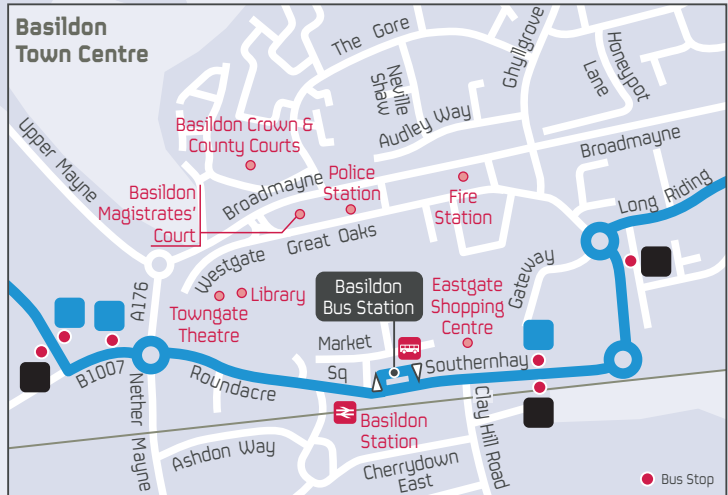 Basildon
Town Centre
The Gore
Neville
Shaw
Ghyllgrove
Honeypot
Lane
Upper Mayne
Audley Way
Basildon Crown &
County Courts
Broadmayne
Police
Station
Basildon
Magistrates'
Court
Broadmayne
Fire
Station
Long Riding
Great Oaks
Westgate
Basildon
Bus Station
Eastgate
Shopping
Centre
Gateway
A176
Library
Towngate
Theatre
Market
Sq
Southernhay
B1007
Roundacre
Nether Mayne
Basildon
Station
Clay Hill Road
Ashdon Way
Cherrydown
East
Bus Stop